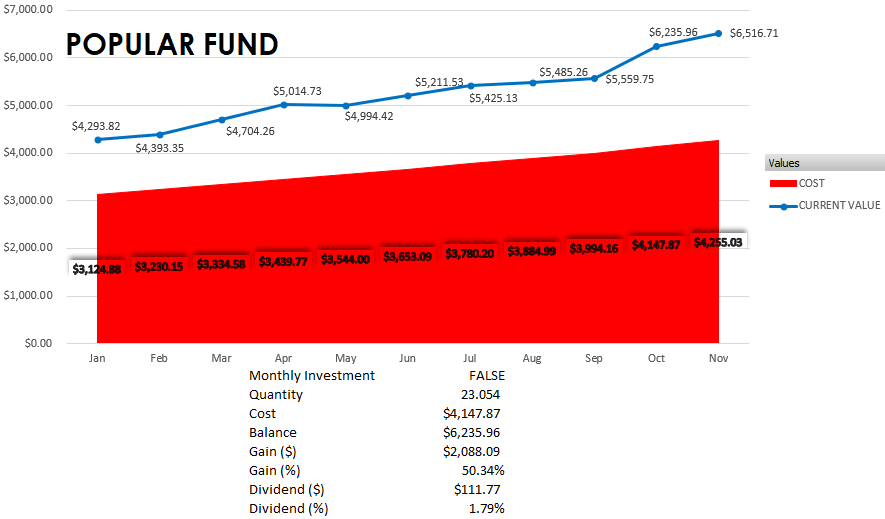 $7,000.00
POPULAR FUND
$6,235.96
$6,516.71
$6,000.00
$5,485.26
$5,559.75
$5,211.53
$5,425.13
$5,014.73
$4,994.42
$5,000.00
$4,293.82
$4,393.35
$4,704.26
$4,000.00
Values
COST
CURRENT VALUE
$3,000.00
$2,000.00
$3,124.88 $3,230.15 $3,334.58 $3,439.77 $3,544.00 $3,653.09 $3,780.20 $3,884.99 $3,994.16 $4,147.87 $4,255.03
$1,000.00
$0.00
Jan Feb Mar Apr May Jun Jul Aug Sep Oct Nov
Monthly Investment FALSE
Quantity 23.054
Cost $4,147.87
Balance $6,235.96
Gain ($) $2,088.09
Gain (%) 50.34%
Dividend ($) $111.77
Dividend (%) 1.79%